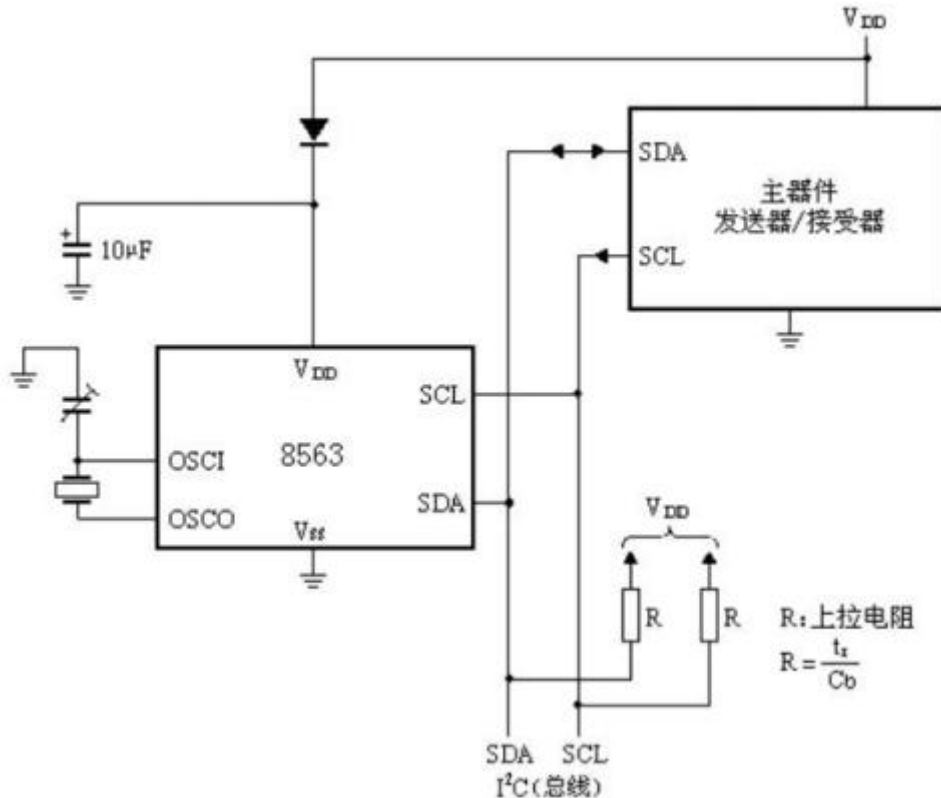 VDD
SDA
主器件
发送器/接受器
SCL
+
10μF
VDD
SCL
OSCI
8563
SDA
OSCO
Vss
VDD
R
R
R:上拉电阻
R=tr/Cb
SDA
SCL
I²C(总线)